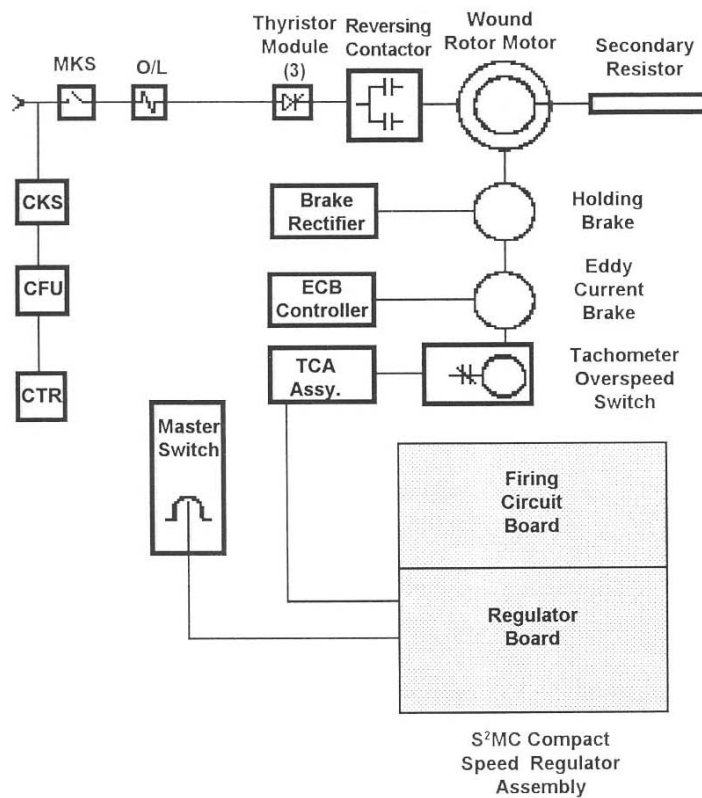 Thyristor
Module
(3)
Reversing
Contactor
Wound
Rotor Motor
Secondary
Resistor
MKS
O/L
CKS
CFU
CTR
Brake
Rectifier
Holding
Brake
ECB
Controller
Eddy
Current
Brake
TCA
Assy.
Tachometer
Overspeed
Switch
Master
Switch
Firing
Circuit
Board
Regulator
Board
S²MC Compact
Speed Regulator
Assembly